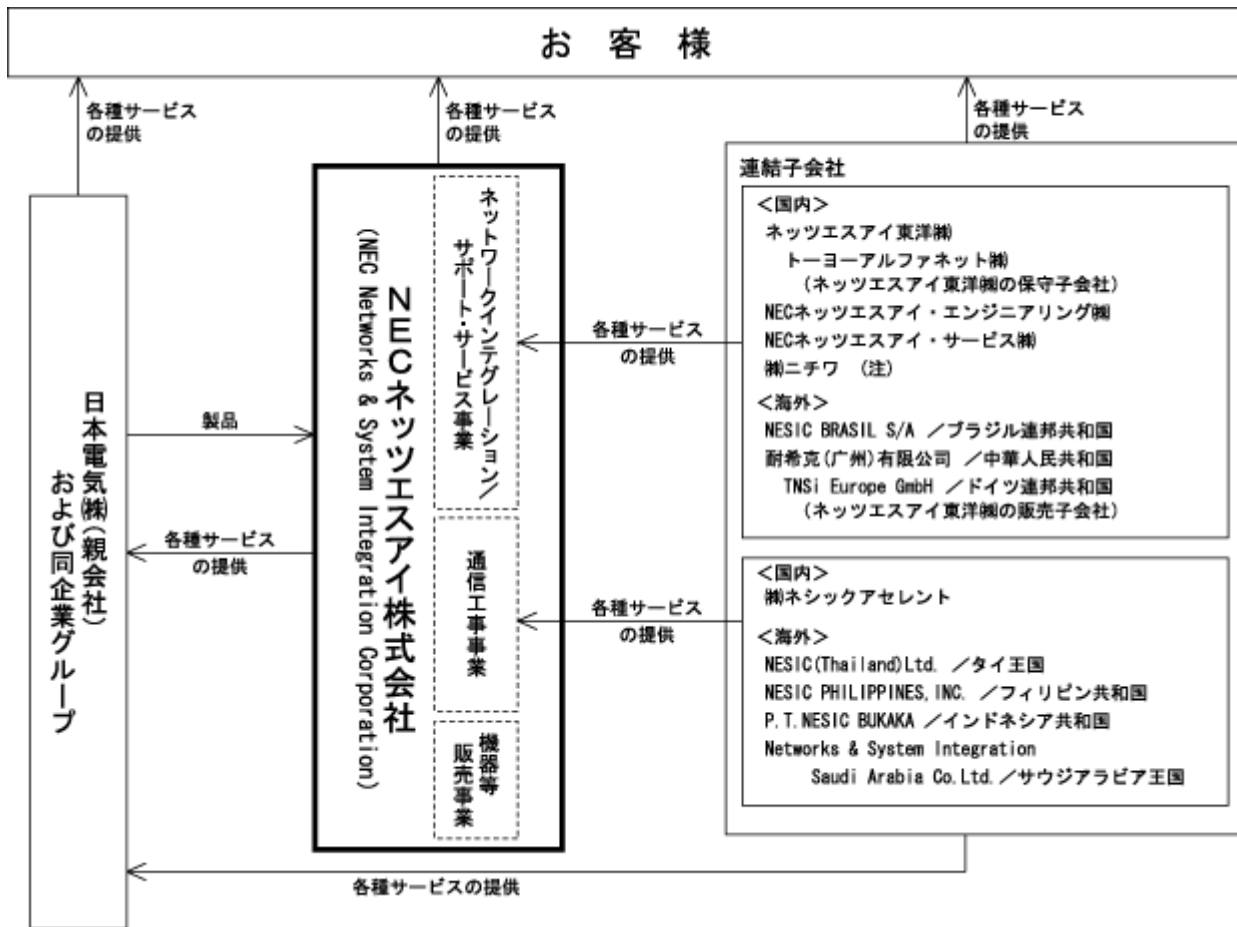 お 客 様
各種サービス
の提供
各種サービス
の提供
各種サービス
の提供
日本電気㈱(親会社)
および同企業グループ
製品
各種サービス
の提供
NECネッツエスアイ株式会社
(NEC Networks & System Integration Corporation)
ネットワークインテグレーション/
サポート・サービス事業
通信工事事業
機器等
販売事業
各種サービス
の提供
各種サービス
の提供
連結子会社
<国内>
ネッツエスアイ東洋㈱
トーヨーアルファネット㈱
(ネッツエスアイ東洋㈱の保守子会社)
NECネッツエスアイ・エンジニアリング㈱
NECネッツエスアイ・サービス㈱
㈱ニチワ (注)
<海外>
NESIC BRASIL S/A /ブラジル連邦共和国
耐希克(广州)有限公司 /中華人民共和国
TNSi Europe GmbH /ドイツ連邦共和国
(ネッツエスアイ東洋㈱の販売子会社)
<国内>
㈱ネシックアセレント
<海外>
NESIC(Thailand)Ltd. /タイ王国
NESIC PHILIPPINES,INC. /フィリピン共和国
P.T.NESIC BUKAKA /インドネシア共和国
Networks & System Integration
Saudi Arabia Co.Ltd./サウジアラビア王国
各種サービスの提供